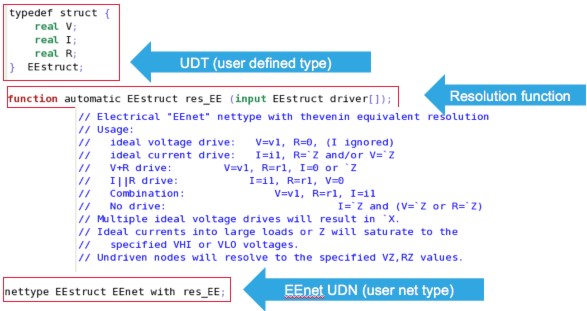 typedef struct {
real V;
real I;
real R;
} EEstruct;
UDT (user defined type)
function automatic EEstruct res_EE (input EEstruct driver[]);
Resolution function
// Electrical "EEnet" nettype with thevenin equivalent resolution
// Usage:
// ideal voltage drive: V=v1, R=0, (I ignored)
// ideal current drive: I=i1, R=`Z and/or V=`Z
// V+R drive: V=v1, R=r1, I=0 or `Z
// I||R drive: I=i1, R=r1, V=0
// Combination: V=v1, R=r1, I=i1
// No drive: I=`Z and (V=`Z or R=`Z)
// Multiple ideal voltage drives will result in `X.
// Ideal currents into large loads or Z will saturate to the
// specified VHI or VLO voltages.
// Undriven nodes will resolve to the specified VZ,RZ values.
nettype EEstruct EEnet with res_EE;
EEnet UDN (user net type)